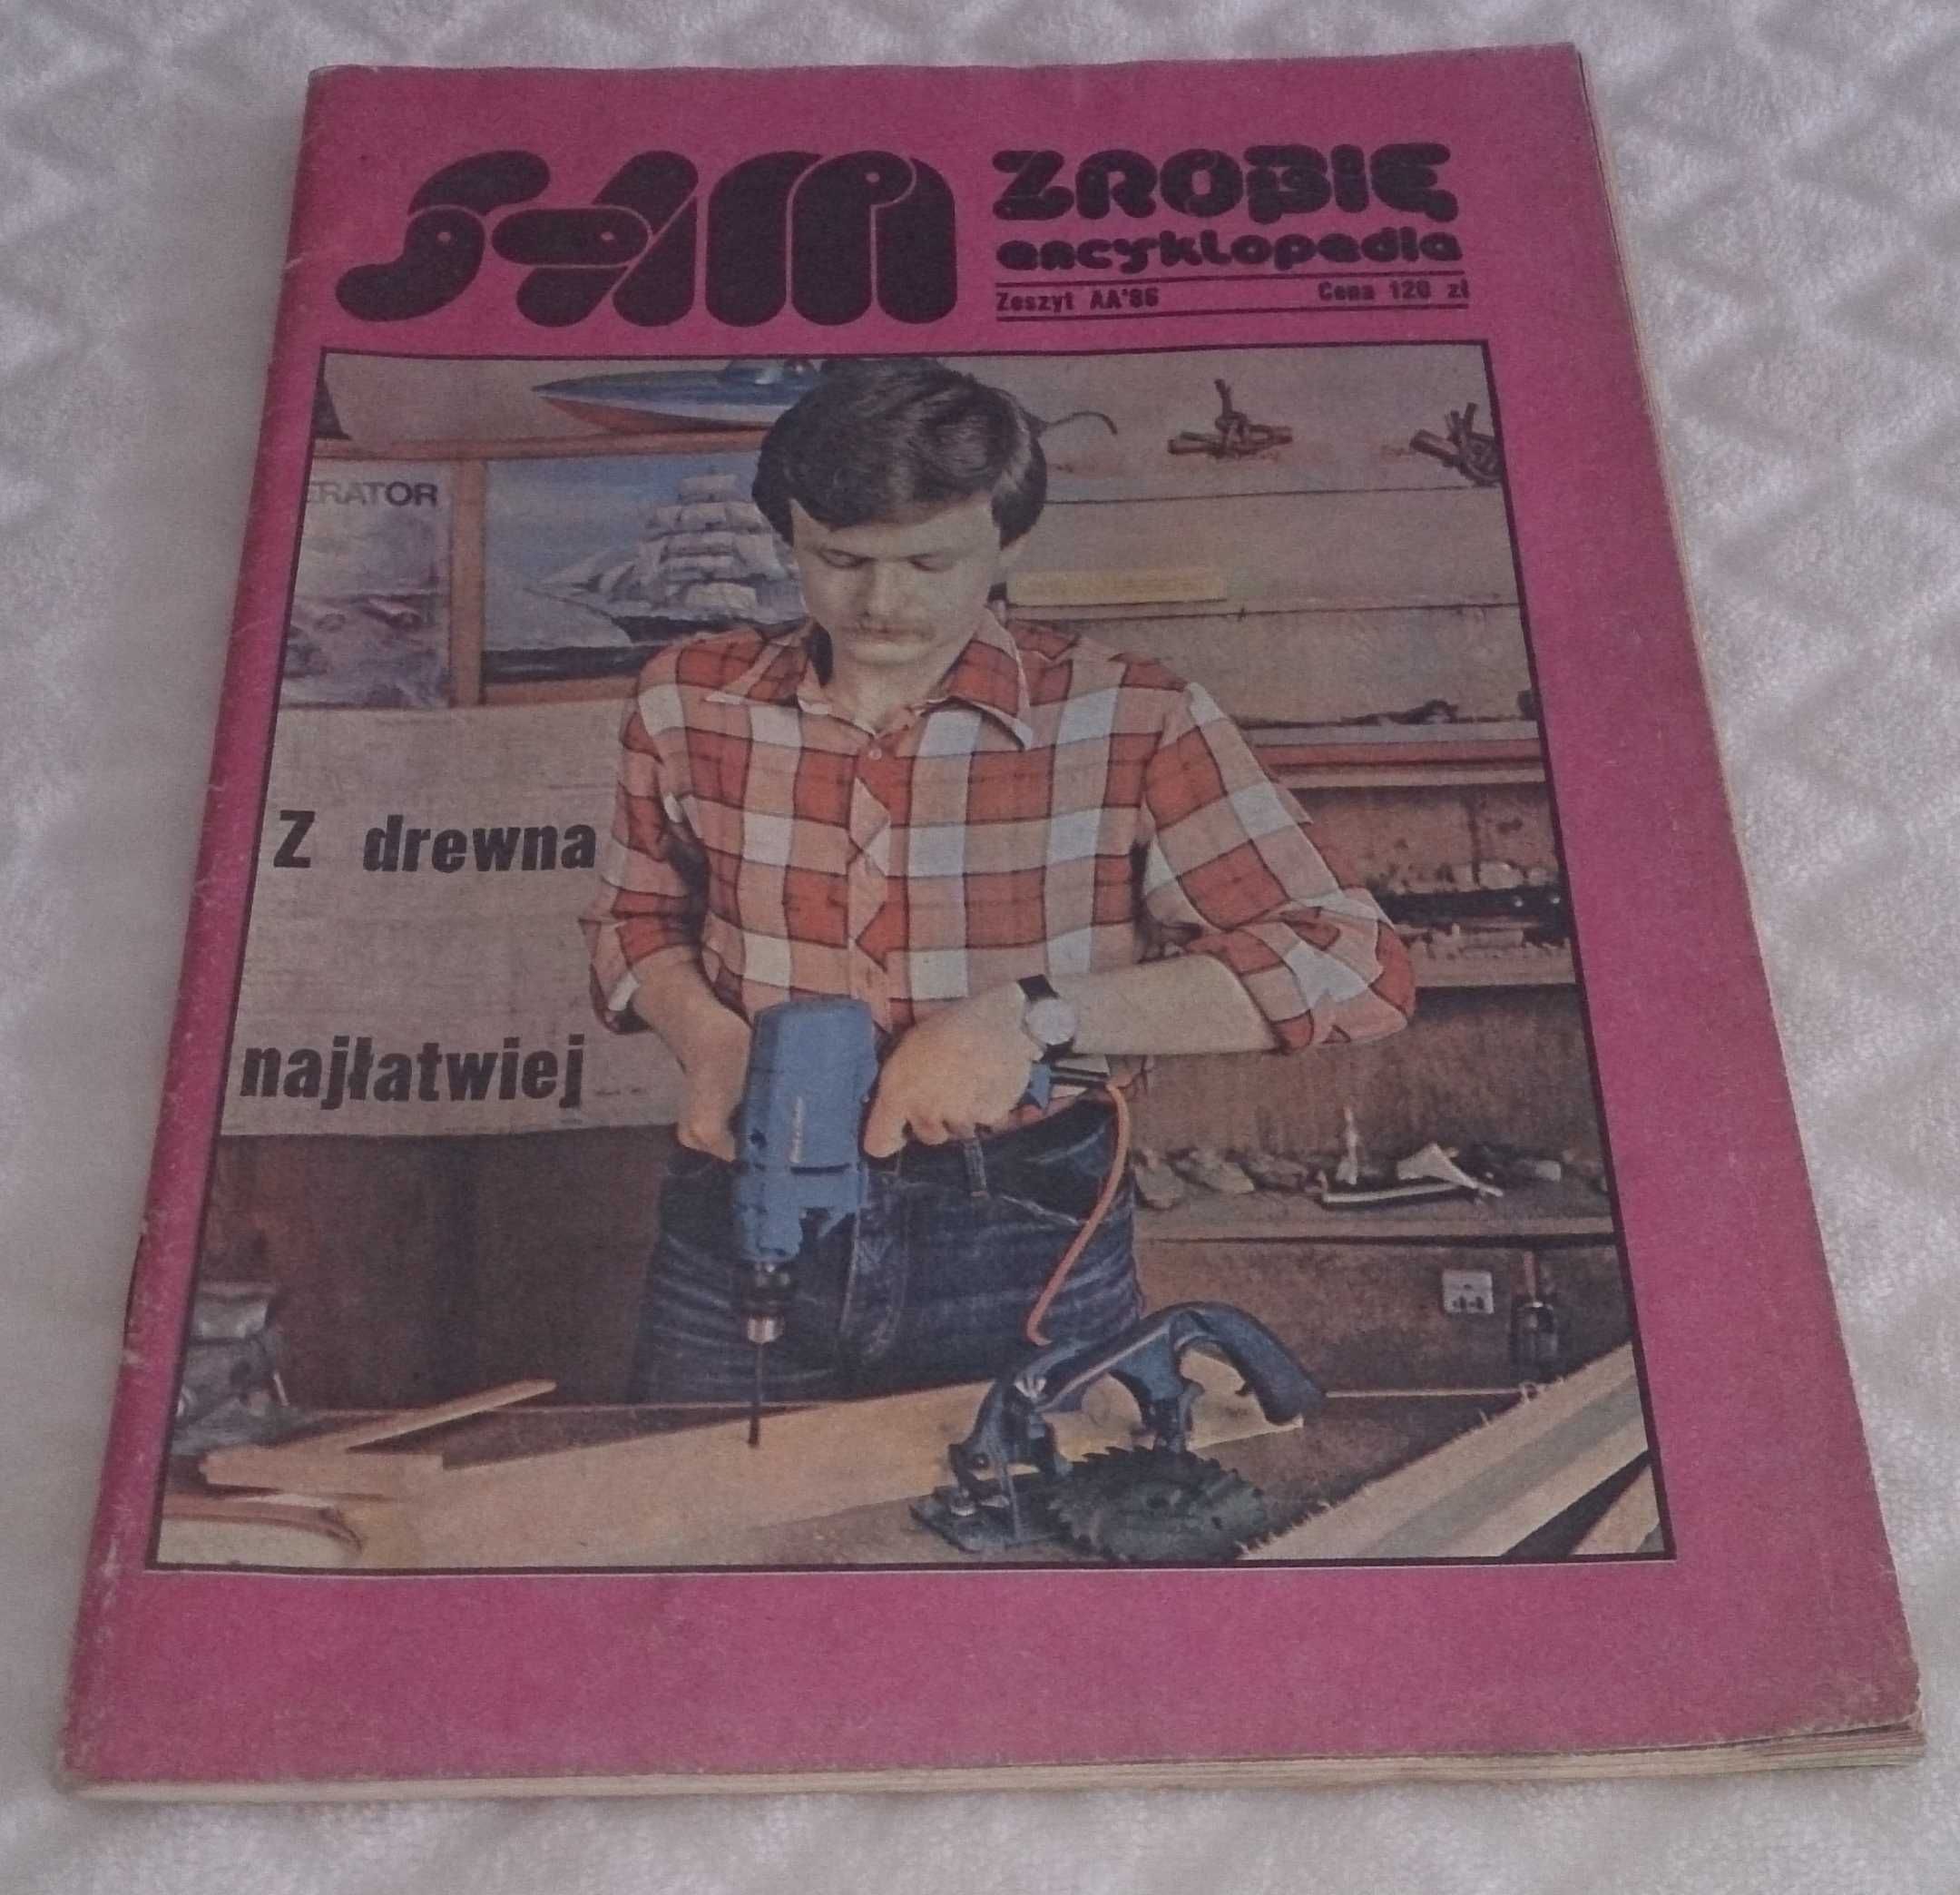 SAM
ZROBIĘ
encyklopedia
Zeszyt AA'86
Cena 120 zł
ERATOR
Z drewna
najłatwiej